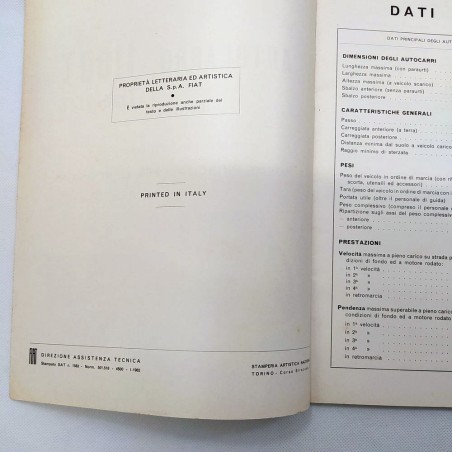 PROPRIETÀ LETTERARIA ED ARTISTICA
DELLA S.p.A. FIAT
È vietata la riproduzione anche parziale del
testo e delle illustrazioni
PRINTED IN ITALY
FIAT
DIREZIONE ASSISTENZA TECNICA
STAMPERIA ARTISTICA
TORINO - Corso
DATI
DATI PRINCIPALI DEGLI
DIMENSIONI DEGLI AUTOCARRI
Lunghezza massima (con paraurti)
Larghezza massima
Altezza massima (a veicolo scarico)
Sbalzo anteriore (senza paraurti)
Sbalzo posteriore
CARATTERISTICHE GENERALI
Passo
Carreggiata anteriore (a terra)
Carreggiata posteriore
Distanza minima dal suolo a veicolo carico
Raggio minimo di sterzata
PESI
Peso del veicolo in ordine di marcia (con
scorta, utensili ed accessori)
Tara (peso del veicolo in ordine di marcia con
Portata utile (oltre il personale di guida)
Peso complessivo (compreso il personale
Ripartizione sugli assi del peso complessivo
– anteriore
– posteriore
PRESTAZIONI
Velocità massima a pieno carico su strada
dizioni di fondo ed a motore rodato:
in 1ª velocità
in 2ª »
in 3ª »
in 4ª »
in retromarcia
Pendenza massima superabile a pieno carico
condizioni di fondo ed a motore rodato
in 1ª velocità
in 2ª »
in 3ª »
in 4ª »
in retromarcia